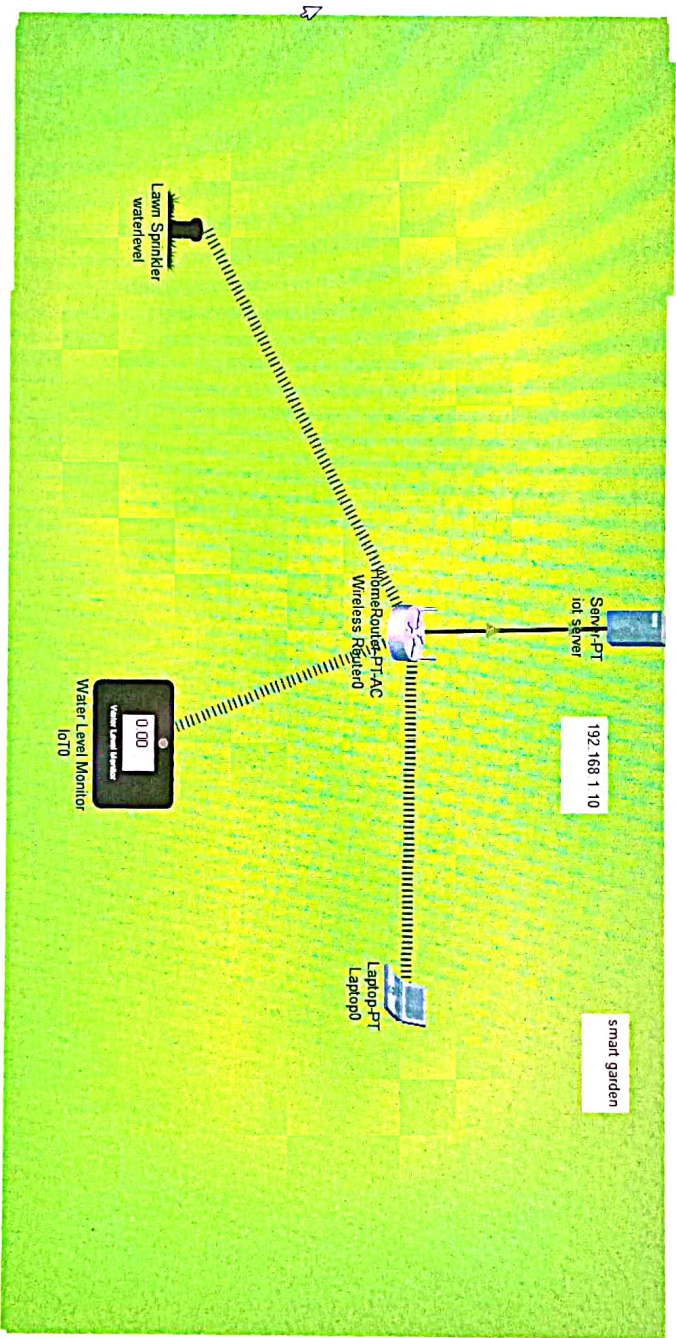 smart garden
Server-PT
iot server
192.168.1.10
HomeRouter-PT-AC
Wireless Router0
Laptop-PT
Laptop0
Lawn Sprinkler
waterlevel
0.00
Water Level Monitor
Water Level Monitor
IoT0